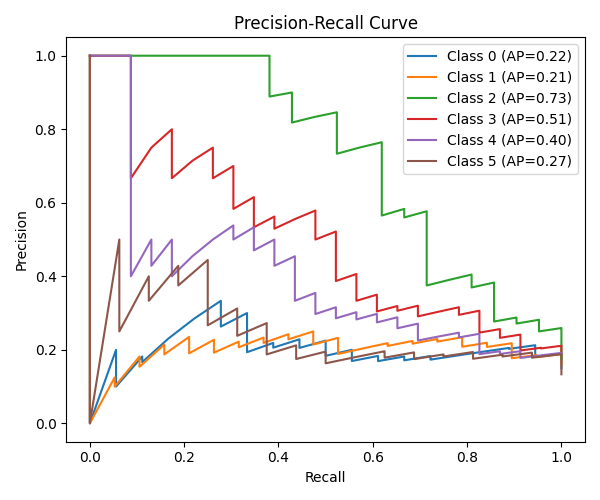 Precision-Recall Curve
Precision
1.0
0.8
0.6
0.4
0.2
0.0
Class 0 (AP=0.22)
Class 1 (AP=0.21)
Class 2 (AP=0.73)
Class 3 (AP=0.51)
Class 4 (AP=0.40)
Class 5 (AP=0.27)
0.0 0.2 0.4 0.6 0.8 1.0
Recall